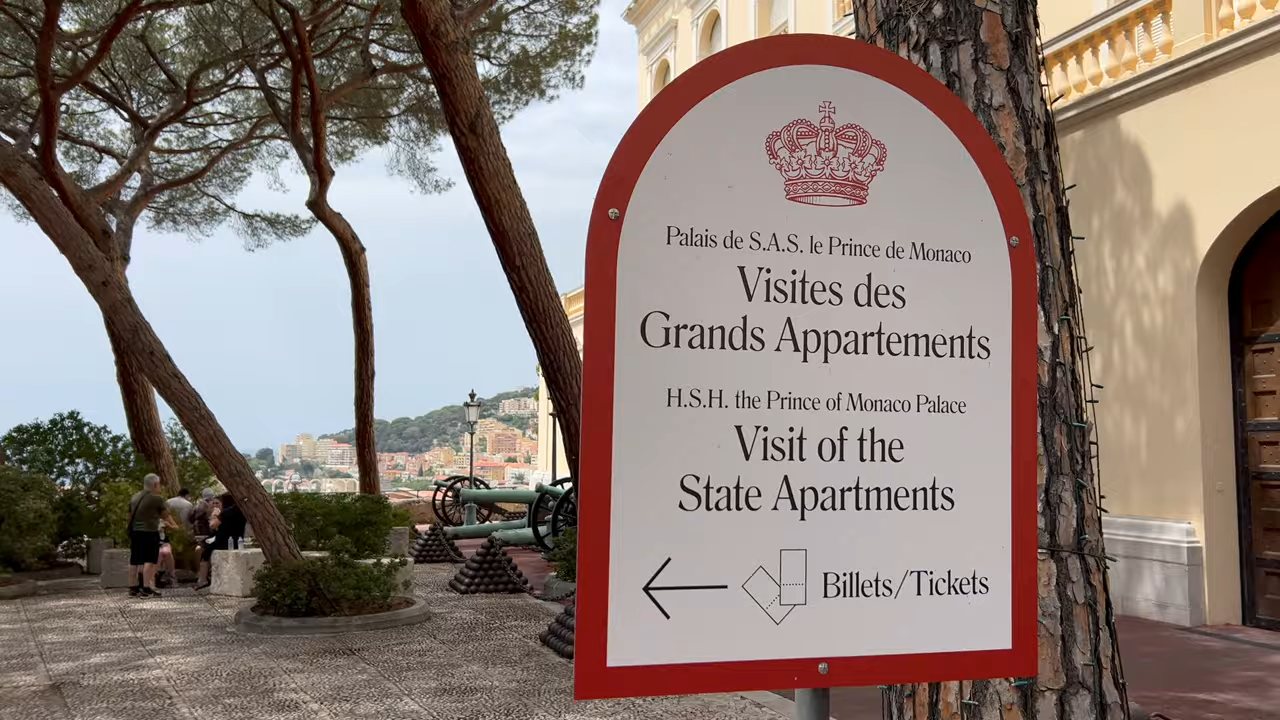 Palais de S.A.S. le Prince de Monaco
Visites des
Grands Appartements
H.S.H. the Prince of Monaco Palace
Visit of the
State Apartments
Billets/Tickets